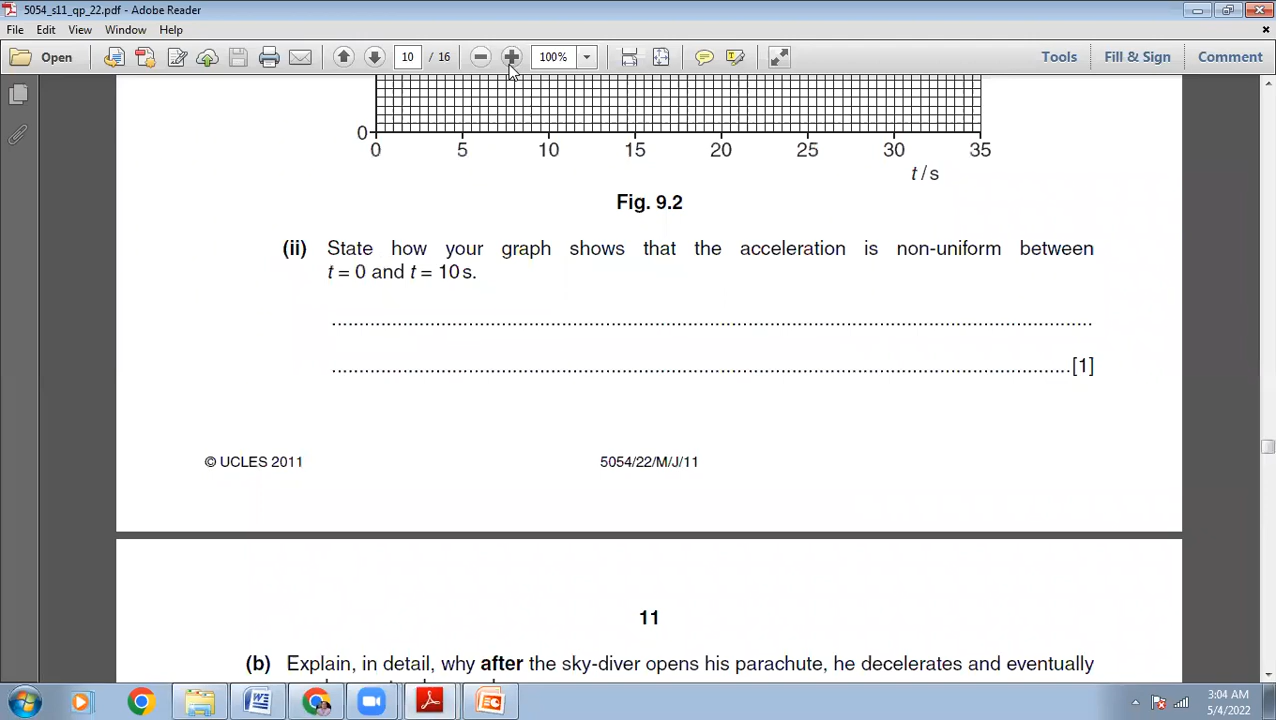 5054_s11_qp_22.pdf - Adobe Reader
File Edit View Window Help
Open 10 / 16 100% Tools Fill & Sign Comment
0
0 5 10 15 20 25 30 35
t / s
Fig. 9.2
(ii) State how your graph shows that the acceleration is non-uniform between
t = 0 and t = 10 s.
..........................................................................................................................................
.....................................................................................................................................[1]
© UCLES 2011 5054/22/M/J/11
11
(b) Explain, in detail, why after the sky-diver opens his parachute, he decelerates and eventually
3:04 AM
5/4/2022